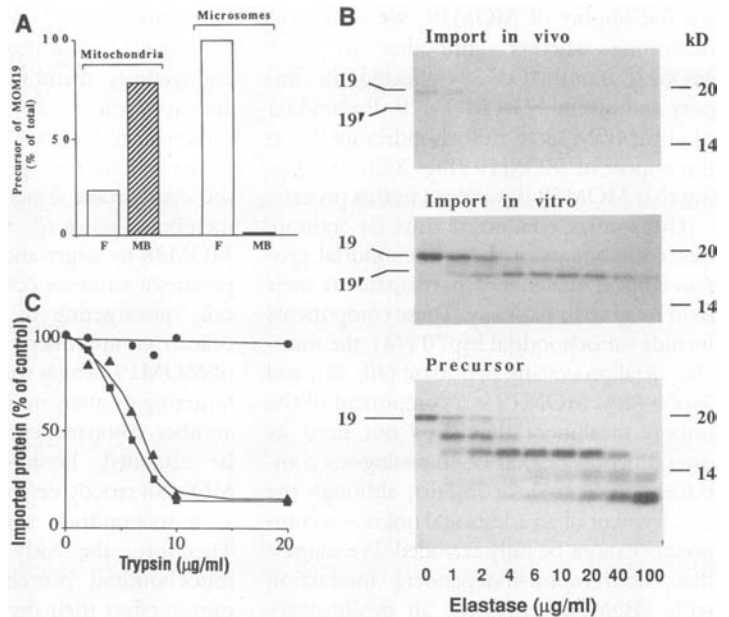 A
Microsomes
Mitochondria
Precursor of MOM19
(% of total)
100
50
0
F MB F MB
B
Import in vivo
kD
19
19'
20
14
Import in vitro
19
19'
20
14
Precursor
19
20
14
0 1 2 4 6 10 20 40 100
Elastase (μg/ml)
C
Imported protein (% of control)
100
50
0
0 10 20
Trypsin (μg/ml)